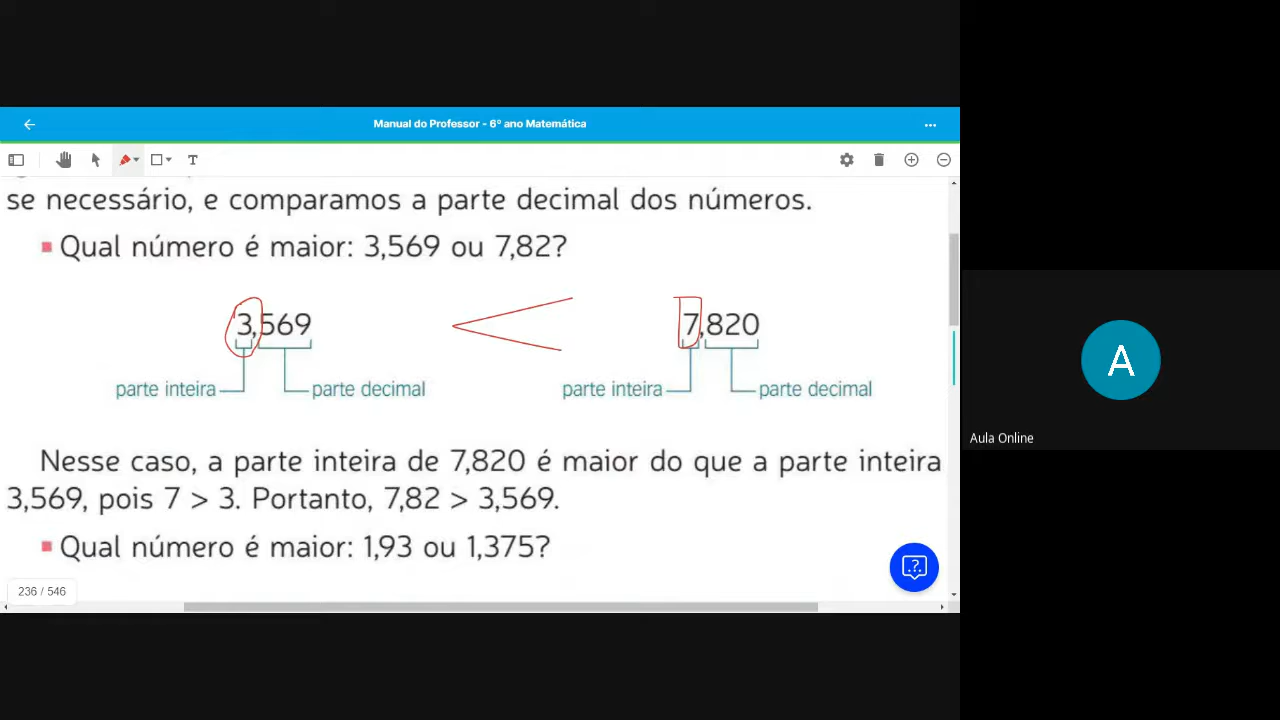 Manual do Professor - 6º ano Matemática
se necessário, e comparamos a parte decimal dos números.
Qual número é maior: 3,569 ou 7,82?
3,569 < 7,820
parte inteira parte decimal parte inteira parte decimal
Nesse caso, a parte inteira de 7,820 é maior do que a parte inteira
3,569, pois 7 > 3. Portanto, 7,82 > 3,569.
Qual número é maior: 1,93 ou 1,375?
236 / 546
A
Aula Online